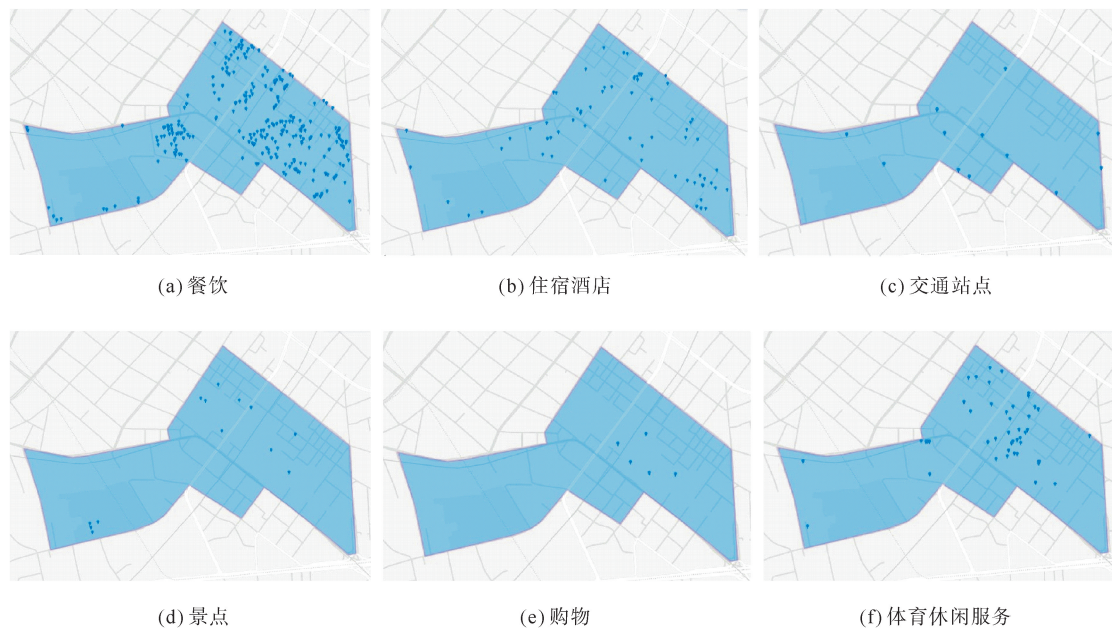 (a) 餐饮
(b) 住宿酒店
(c) 交通站点
(d) 景点
(e) 购物
(f) 体育休闲服务